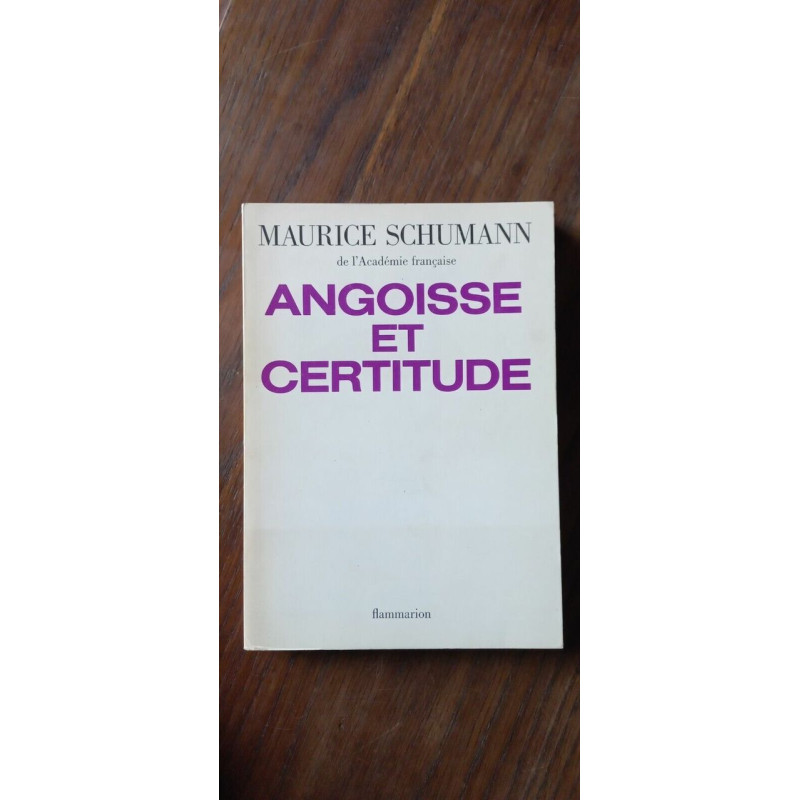 MAURICE SCHUMANN
de l'Académie française
ANGOISSE
ET
CERTITUDE
flammarion